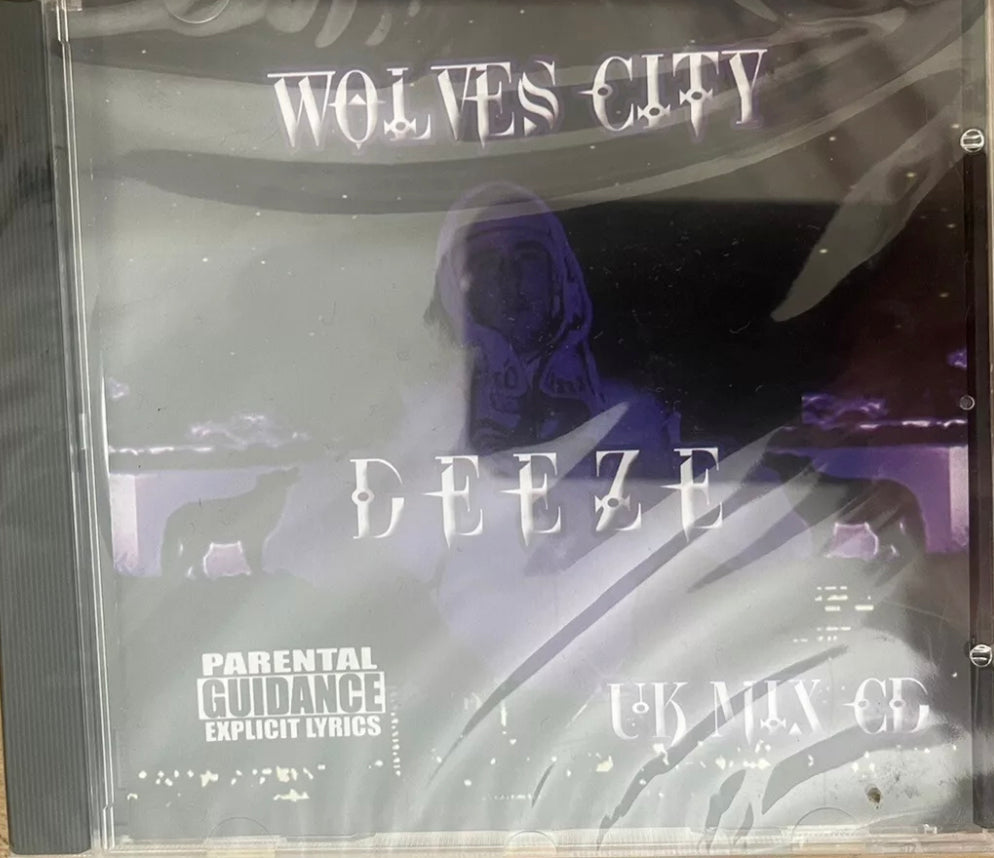 WOLVES CITY
DEEZE
PARENTAL
GUIDANCE
EXPLICIT LYRICS
UK MIX CD